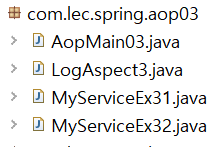 com.lec.spring.aop03
AopMain03.java
LogAspect3.java
MyServiceEx31.java
MyServiceEx32.java